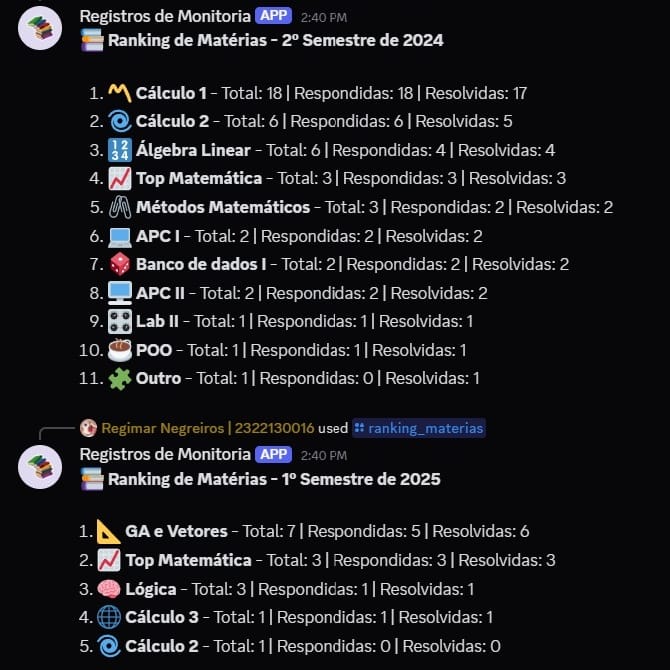 Registros de Monitoria APP 2:40 PM
Ranking de Matérias - 2º Semestre de 2024
1. Cálculo 1 - Total: 18 | Respondidas: 18 | Resolvidas: 17
2. Cálculo 2 - Total: 6 | Respondidas: 6 | Resolvidas: 5
3. Álgebra Linear - Total: 6 | Respondidas: 4 | Resolvidas: 4
4. Top Matemática - Total: 3 | Respondidas: 3 | Resolvidas: 3
5. Métodos Matemáticos - Total: 3 | Respondidas: 2 | Resolvidas: 2
6. APC I - Total: 2 | Respondidas: 2 | Resolvidas: 2
7. Banco de dados I - Total: 2 | Respondidas: 2 | Resolvidas: 2
8. APC II - Total: 2 | Respondidas: 2 | Resolvidas: 2
9. Lab II - Total: 1 | Respondidas: 1 | Resolvidas: 1
10. POO - Total: 1 | Respondidas: 1 | Resolvidas: 1
11. Outro - Total: 1 | Respondidas: 0 | Resolvidas: 1
Regimar Negreiros | 2322130016 used ranking_materias
Registros de Monitoria APP 2:40 PM
Ranking de Matérias - 1º Semestre de 2025
1. GA e Vetores - Total: 7 | Respondidas: 5 | Resolvidas: 6
2. Top Matemática - Total: 3 | Respondidas: 3 | Resolvidas: 3
3. Lógica - Total: 3 | Respondidas: 1 | Resolvidas: 1
4. Cálculo 3 - Total: 1 | Respondidas: 1 | Resolvidas: 1
5. Cálculo 2 - Total: 1 | Respondidas: 0 | Resolvidas: 0